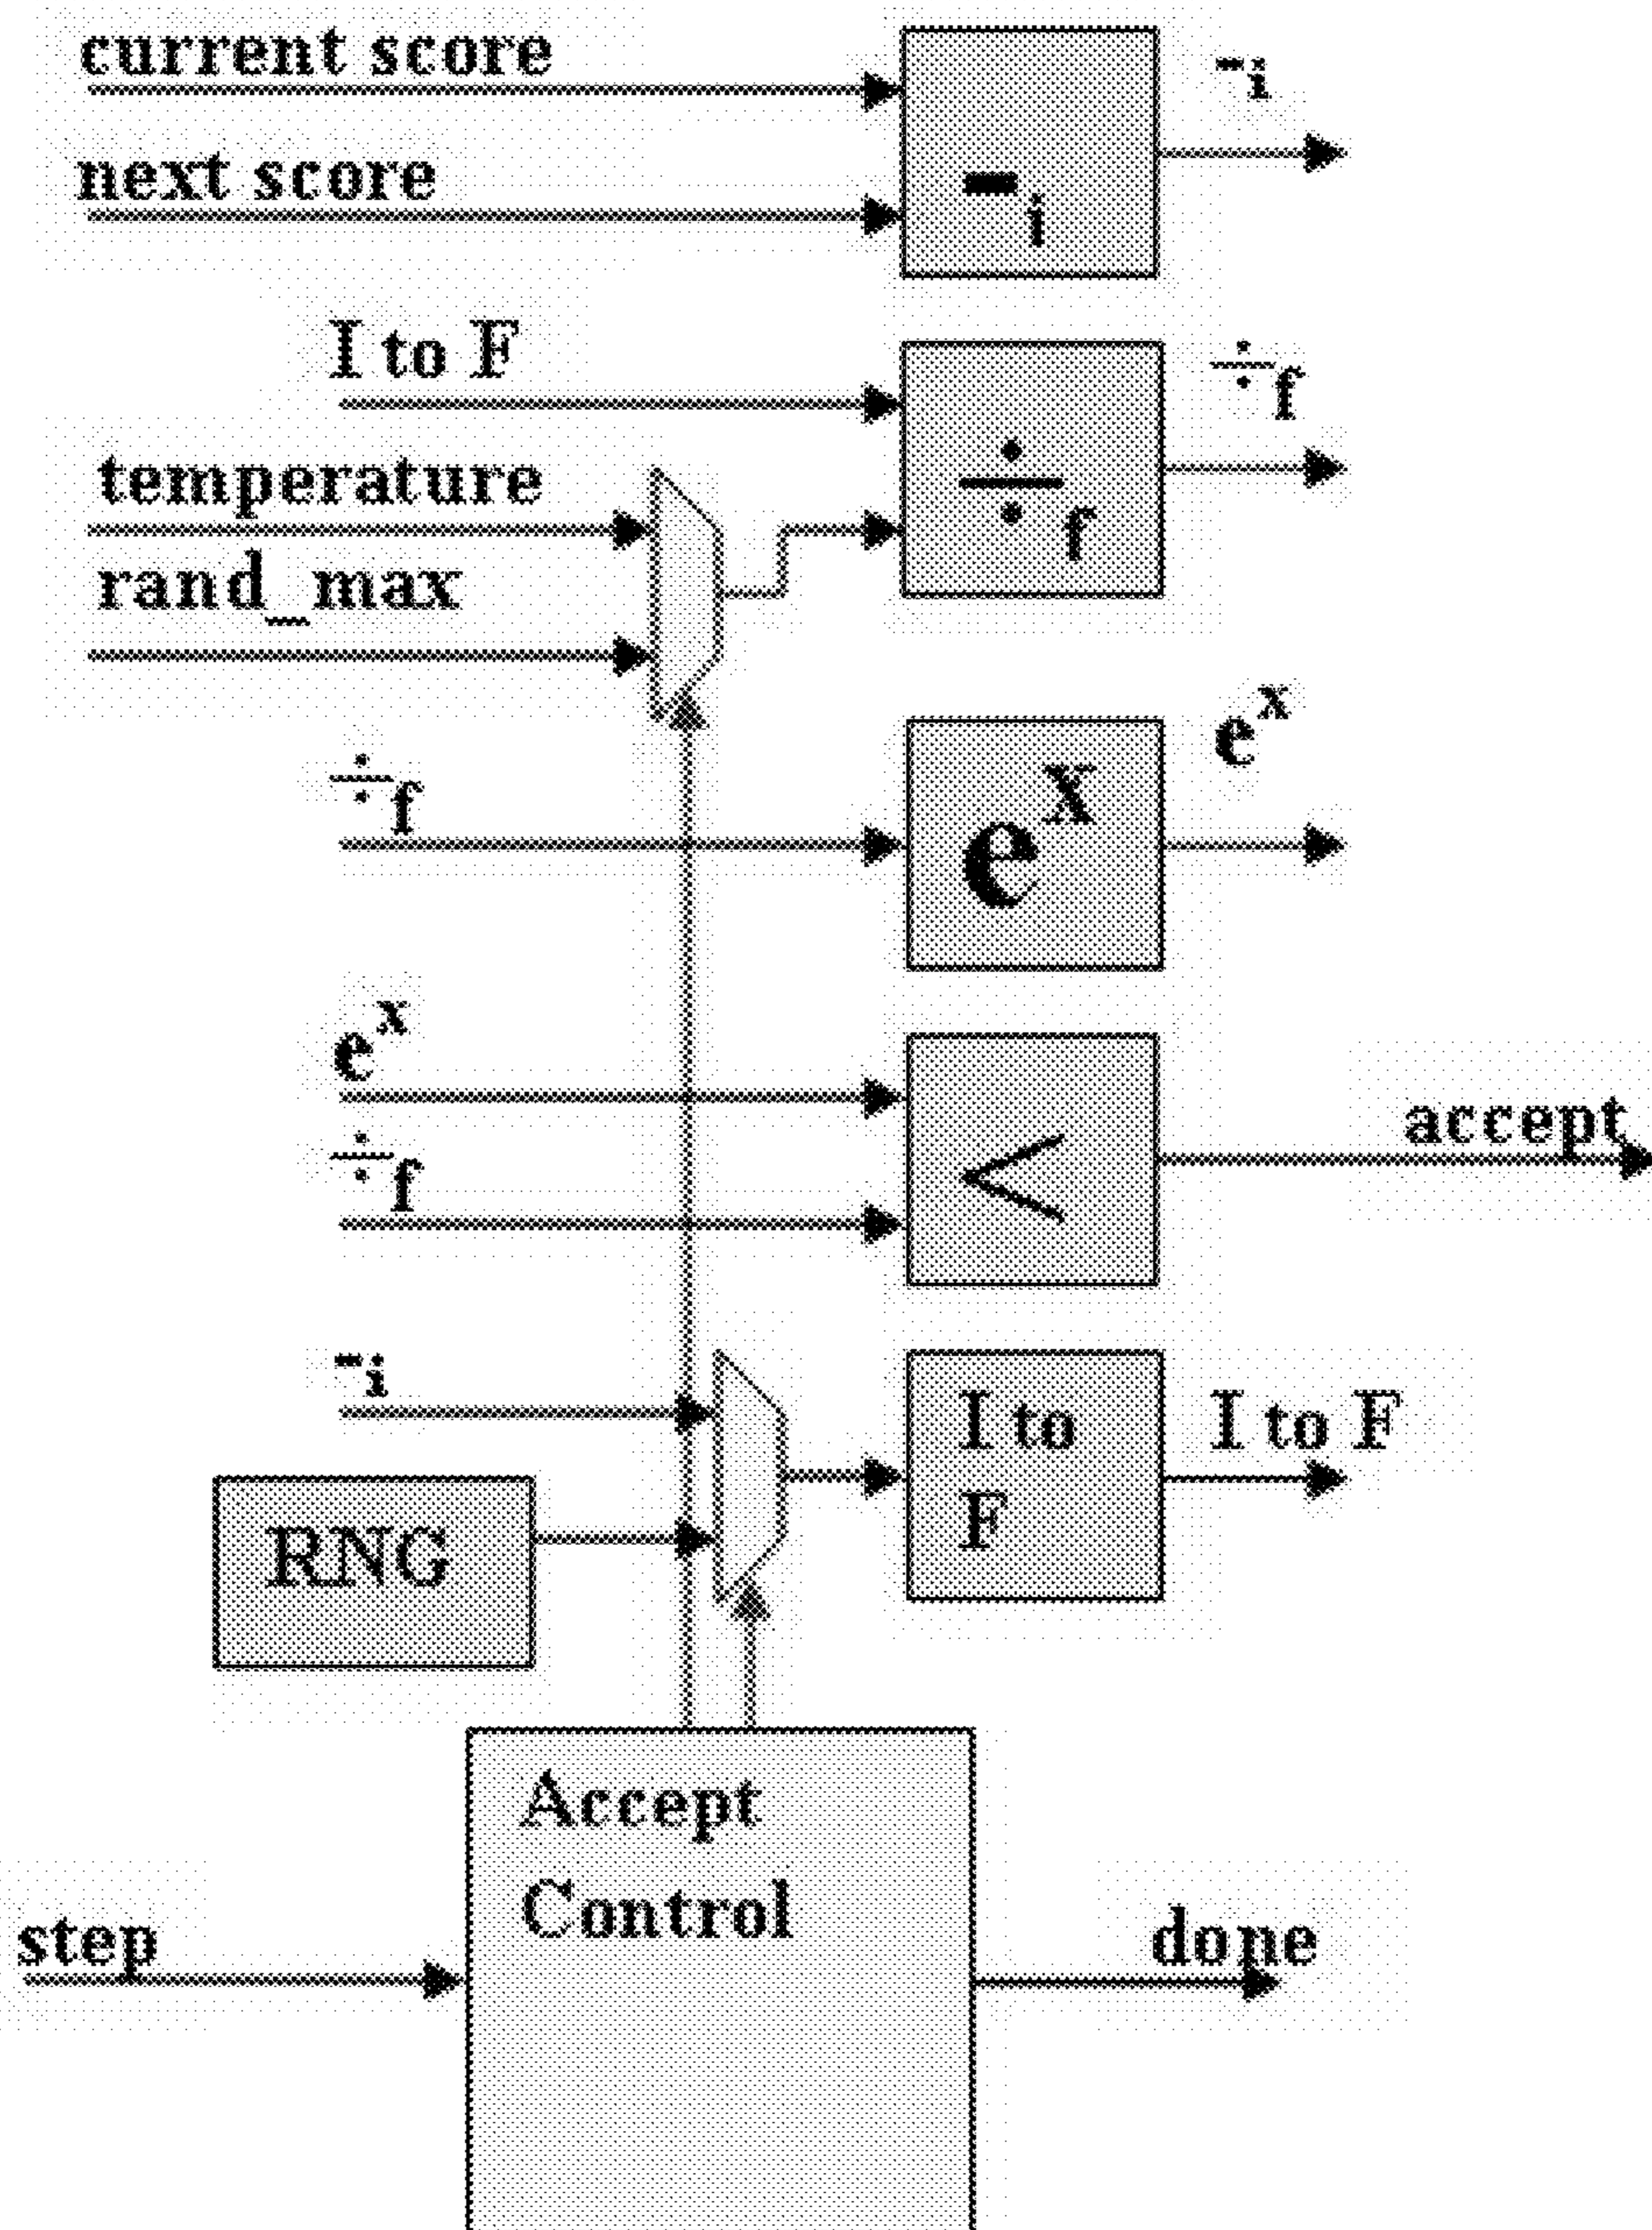 current score
-i
next score
-i
I to F
÷f
temperature
÷f
rand_max
e^x
÷f
e^x
e^x
accept
÷f
<
-i
I to F
I to
F
RNG
Accept
Control
step
done